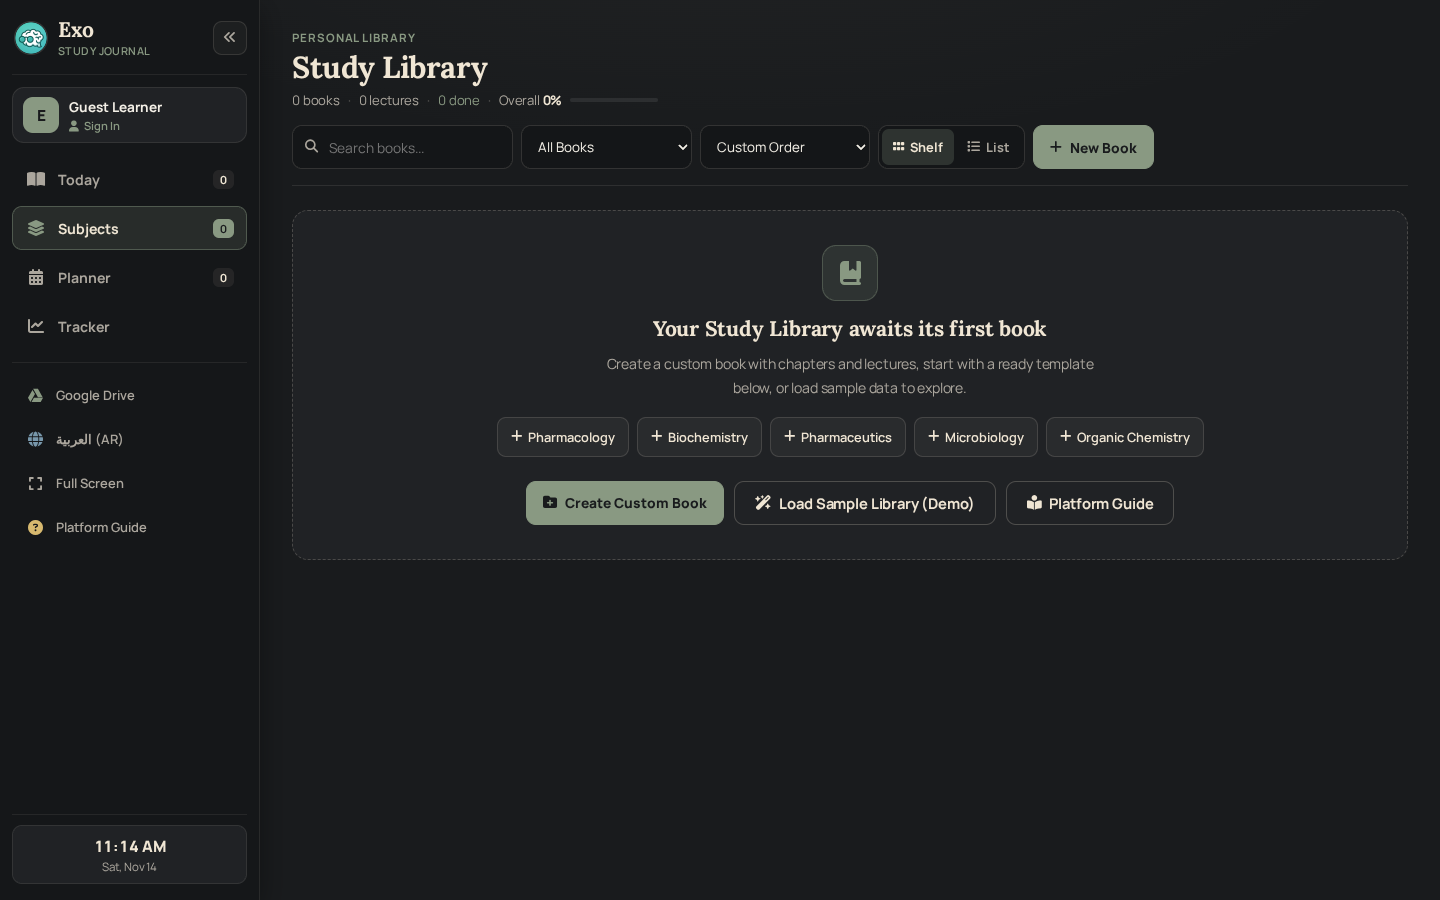 Exo
STUDY JOURNAL
E
Guest Learner
Sign In
Today 0
Subjects 0
Planner 0
Tracker
Google Drive
العربية (AR)
Full Screen
? Platform Guide
11:14 AM
Sat, Nov 14
PERSONAL LIBRARY
Study Library
0 books · 0 lectures · 0 done · Overall 0%
Search books...
All Books
Custom Order
Shelf
List
+ New Book
Your Study Library awaits its first book
Create a custom book with chapters and lectures, start with a ready template
below, or load sample data to explore.
+ Pharmacology
+ Biochemistry
+ Pharmaceutics
+ Microbiology
+ Organic Chemistry
Create Custom Book
Load Sample Library (Demo)
Platform Guide